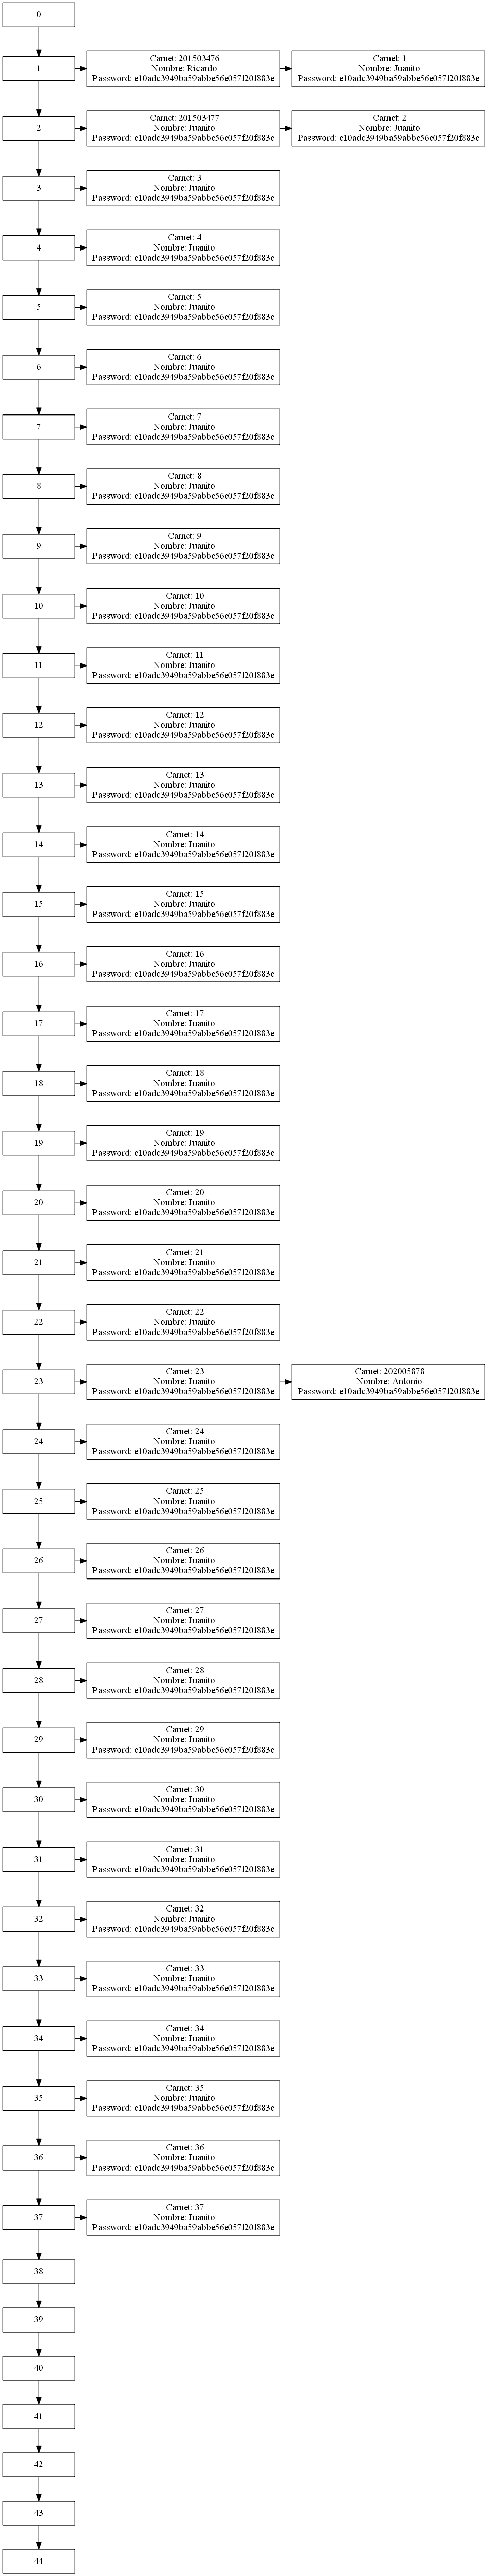 0
1
Carnet: 201503476
Nombre: Ricardo
Password: e10adc3949ba59abbe56e057f20f883e
Carnet: 1
Nombre: Juanito
Password: e10adc3949ba59abbe56e057f20f883e
2
Carnet: 201503477
Nombre: Juanito
Password: e10adc3949ba59abbe56e057f20f883e
Carnet: 2
Nombre: Juanito
Password: e10adc3949ba59abbe56e057f20f883e
3
Carnet: 3
Nombre: Juanito
Password: e10adc3949ba59abbe56e057f20f883e
4
Carnet: 4
Nombre: Juanito
Password: e10adc3949ba59abbe56e057f20f883e
5
Carnet: 5
Nombre: Juanito
Password: e10adc3949ba59abbe56e057f20f883e
6
Carnet: 6
Nombre: Juanito
Password: e10adc3949ba59abbe56e057f20f883e
7
Carnet: 7
Nombre: Juanito
Password: e10adc3949ba59abbe56e057f20f883e
8
Carnet: 8
Nombre: Juanito
Password: e10adc3949ba59abbe56e057f20f883e
9
Carnet: 9
Nombre: Juanito
Password: e10adc3949ba59abbe56e057f20f883e
10
Carnet: 10
Nombre: Juanito
Password: e10adc3949ba59abbe56e057f20f883e
11
Carnet: 11
Nombre: Juanito
Password: e10adc3949ba59abbe56e057f20f883e
12
Carnet: 12
Nombre: Juanito
Password: e10adc3949ba59abbe56e057f20f883e
13
Carnet: 13
Nombre: Juanito
Password: e10adc3949ba59abbe56e057f20f883e
14
Carnet: 14
Nombre: Juanito
Password: e10adc3949ba59abbe56e057f20f883e
15
Carnet: 15
Nombre: Juanito
Password: e10adc3949ba59abbe56e057f20f883e
16
Carnet: 16
Nombre: Juanito
Password: e10adc3949ba59abbe56e057f20f883e
17
Carnet: 17
Nombre: Juanito
Password: e10adc3949ba59abbe56e057f20f883e
18
Carnet: 18
Nombre: Juanito
Password: e10adc3949ba59abbe56e057f20f883e
19
Carnet: 19
Nombre: Juanito
Password: e10adc3949ba59abbe56e057f20f883e
20
Carnet: 20
Nombre: Juanito
Password: e10adc3949ba59abbe56e057f20f883e
21
Carnet: 21
Nombre: Juanito
Password: e10adc3949ba59abbe56e057f20f883e
22
Carnet: 22
Nombre: Juanito
Password: e10adc3949ba59abbe56e057f20f883e
23
Carnet: 23
Nombre: Juanito
Password: e10adc3949ba59abbe56e057f20f883e
Carnet: 202005878
Nombre: Antonio
Password: e10adc3949ba59abbe56e057f20f883e
24
Carnet: 24
Nombre: Juanito
Password: e10adc3949ba59abbe56e057f20f883e
25
Carnet: 25
Nombre: Juanito
Password: e10adc3949ba59abbe56e057f20f883e
26
Carnet: 26
Nombre: Juanito
Password: e10adc3949ba59abbe56e057f20f883e
27
Carnet: 27
Nombre: Juanito
Password: e10adc3949ba59abbe56e057f20f883e
28
Carnet: 28
Nombre: Juanito
Password: e10adc3949ba59abbe56e057f20f883e
29
Carnet: 29
Nombre: Juanito
Password: e10adc3949ba59abbe56e057f20f883e
30
Carnet: 30
Nombre: Juanito
Password: e10adc3949ba59abbe56e057f20f883e
31
Carnet: 31
Nombre: Juanito
Password: e10adc3949ba59abbe56e057f20f883e
32
Carnet: 32
Nombre: Juanito
Password: e10adc3949ba59abbe56e057f20f883e
33
Carnet: 33
Nombre: Juanito
Password: e10adc3949ba59abbe56e057f20f883e
34
Carnet: 34
Nombre: Juanito
Password: e10adc3949ba59abbe56e057f20f883e
35
Carnet: 35
Nombre: Juanito
Password: e10adc3949ba59abbe56e057f20f883e
36
Carnet: 36
Nombre: Juanito
Password: e10adc3949ba59abbe56e057f20f883e
37
Carnet: 37
Nombre: Juanito
Password: e10adc3949ba59abbe56e057f20f883e
38
39
40
41
42
43
44